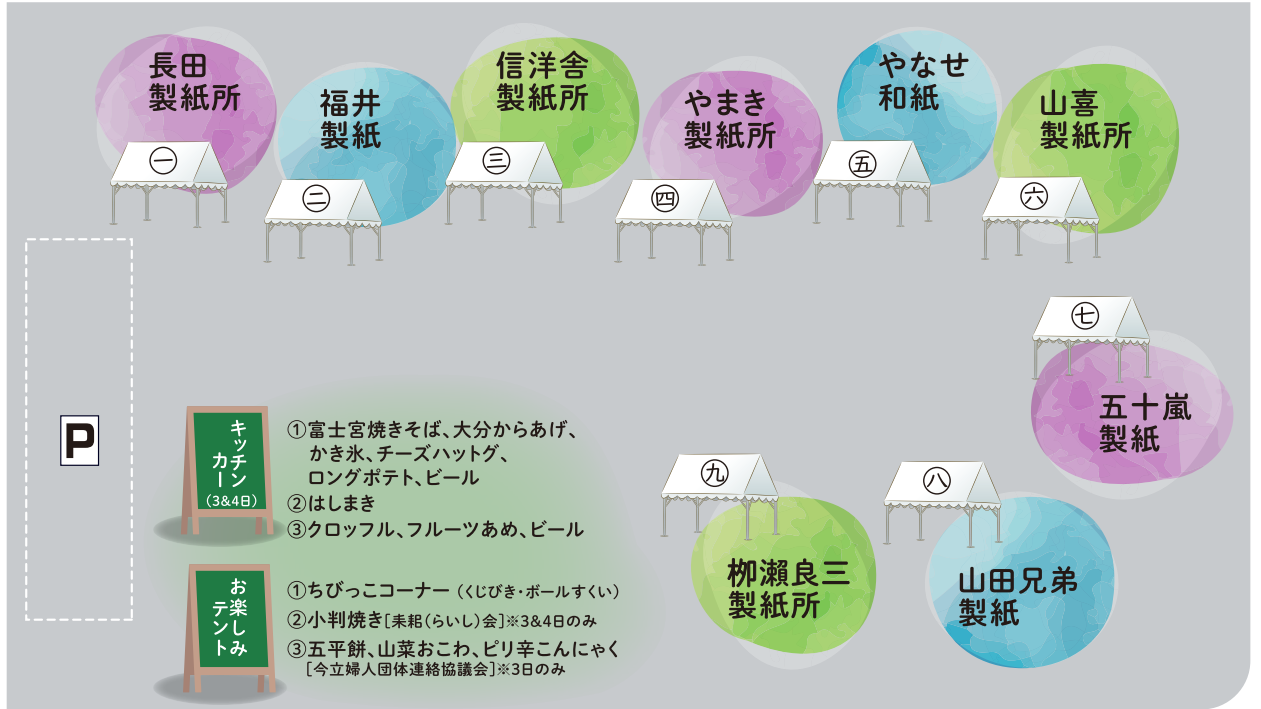 長田
製紙所
一
福井
製紙
二
信洋舎
製紙所
三
やまき
製紙所
四
やなせ
和紙
五
山喜
製紙所
六
七
五十嵐
製紙
八
山田兄弟
製紙
九
栁瀨良三
製紙所
P
キッチン
カー
（3&4日）
①富士宮焼きそば、大分からあげ、
かき氷、チーズハットグ、
ロングポテト、ビール
②はしまき
③クロッフル、フルーツあめ、ビール
お楽しみ
テント
①ちびっこコーナー（くじびき・ボールすくい）
②小判焼き[耒耜（らいし）会]※3&4日のみ
③五平餅、山菜おこわ、ピリ辛こんにゃく
[今立婦人団体連絡協議会]※3日のみ